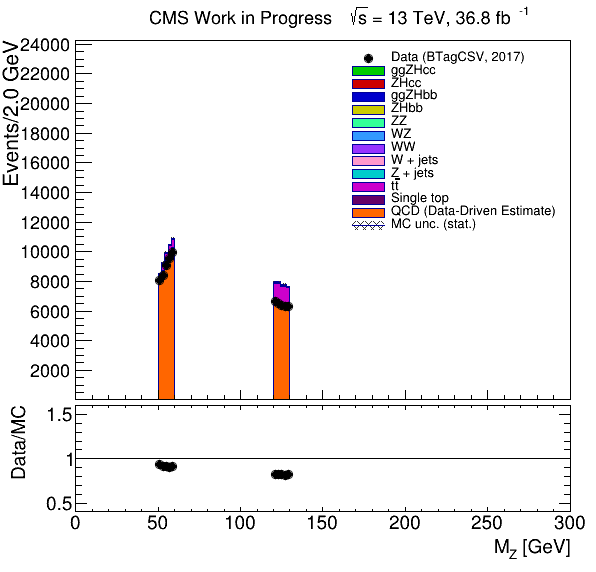 CMS Work in Progress √s = 13 TeV, 36.8 fb⁻¹
Events/2.0 GeV
24000
22000
20000
18000
16000
14000
12000
10000
8000
6000
4000
2000
Data (BTagCSV, 2017)
ggZHcc
ZHcc
ggZHbb
ZHbb
ZZ
WZ
WW
W + jets
Z + jets
tt̅
Single top
QCD (Data-Driven Estimate)
MC unc. (stat.)
Data/MC
1.5
1
0.5
0 50 100 150 200 250 300
M_Z [GeV]